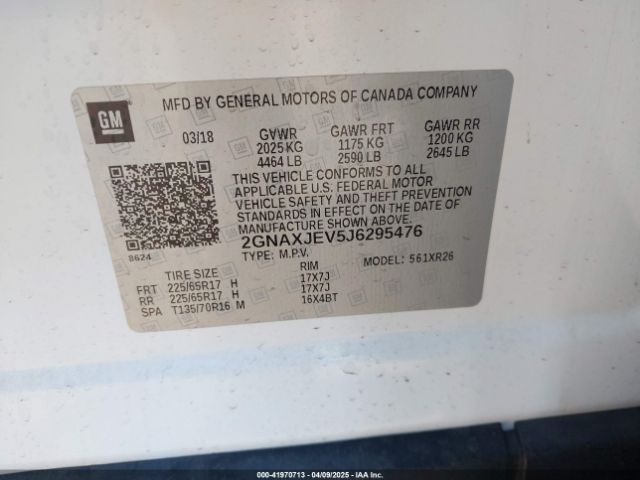 GM
MFD BY GENERAL MOTORS OF CANADA COMPANY
03/18 GVWR GAWR FRT GAWR RR
2025 KG 1175 KG 1200 KG
4464 LB 2590 LB 2645 LB
THIS VEHICLE CONFORMS TO ALL
APPLICABLE U.S. FEDERAL MOTOR
VEHICLE SAFETY AND THEFT PREVENTION
STANDARDS IN EFFECT ON THE DATE OF
MANUFACTURE SHOWN ABOVE.
8624 2GNAXJEV5J6295476
TYPE: M.P.V. MODEL: 561XR26
TIRE SIZE RIM
FRT 225/65R17 H 17X7J
RR 225/65R17 H 17X7J
SPA T135/70R16 M 16X4BT
000-41970713 04/09/2025 IAAI.com